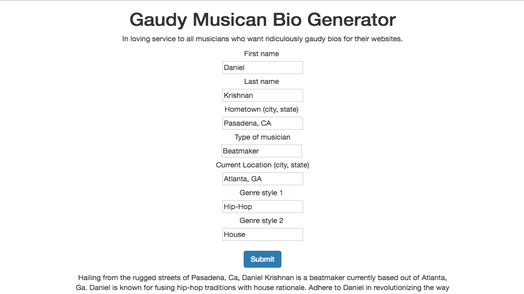 Gaudy Musican Bio Generator
In loving service to all musicians who want ridiculously gaudy bios for their websites.
First name
Daniel
Last name
Krishnan
Hometown (city, state)
Pasadena, CA
Type of musician
Beatmaker
Current Location (city, state)
Atlanta, GA
Genre style 1
Hip-Hop
Genre style 2
House
Submit
Hailing from the rugged streets of Pasadena, Ca, Daniel Krishnan is a beatmaker currently based out of Atlanta,
Ga. Daniel is known for fusing hip-hop traditions with house rationale. Adhere to Daniel in revolutionizing the way